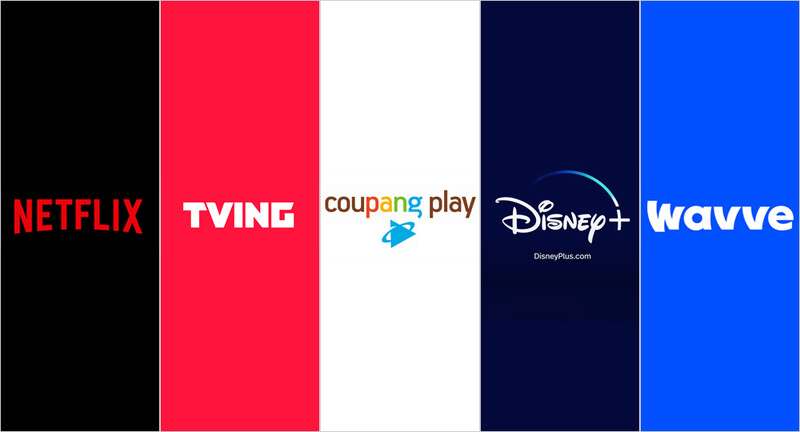 NETFLIX
TVING
coupang play
Disney+
DisneyPlus.com
wavve